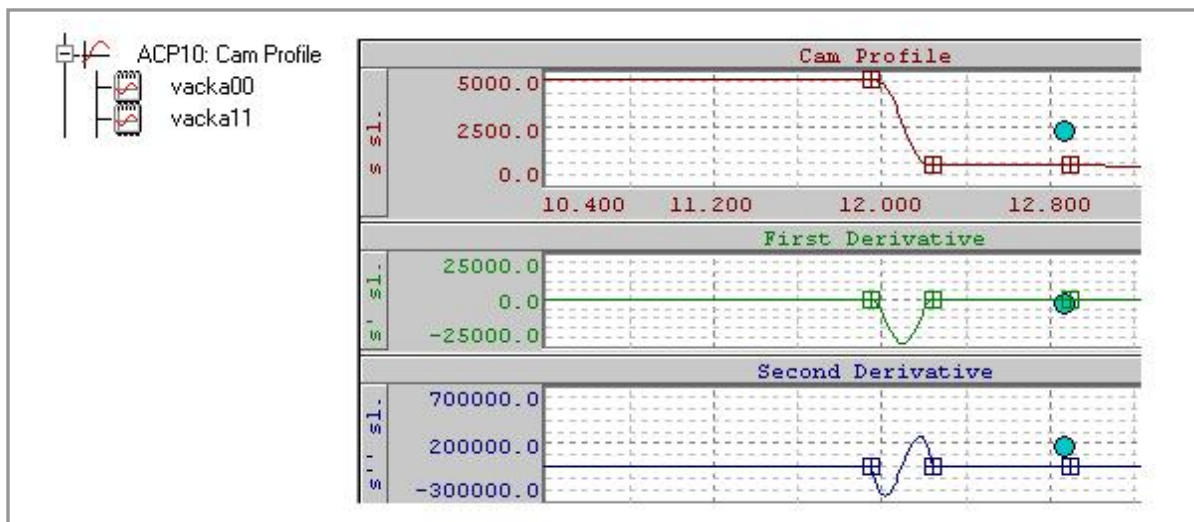 ACP10: Cam Profile
vacka00
vacka11
Cam Profile
s sl.
5000.0
2500.0
0.0
10.400 11.200 12.000 12.800
First Derivative
s' sl.
25000.0
0.0
-25000.0
Second Derivative
s'' sl.
700000.0
200000.0
-300000.0